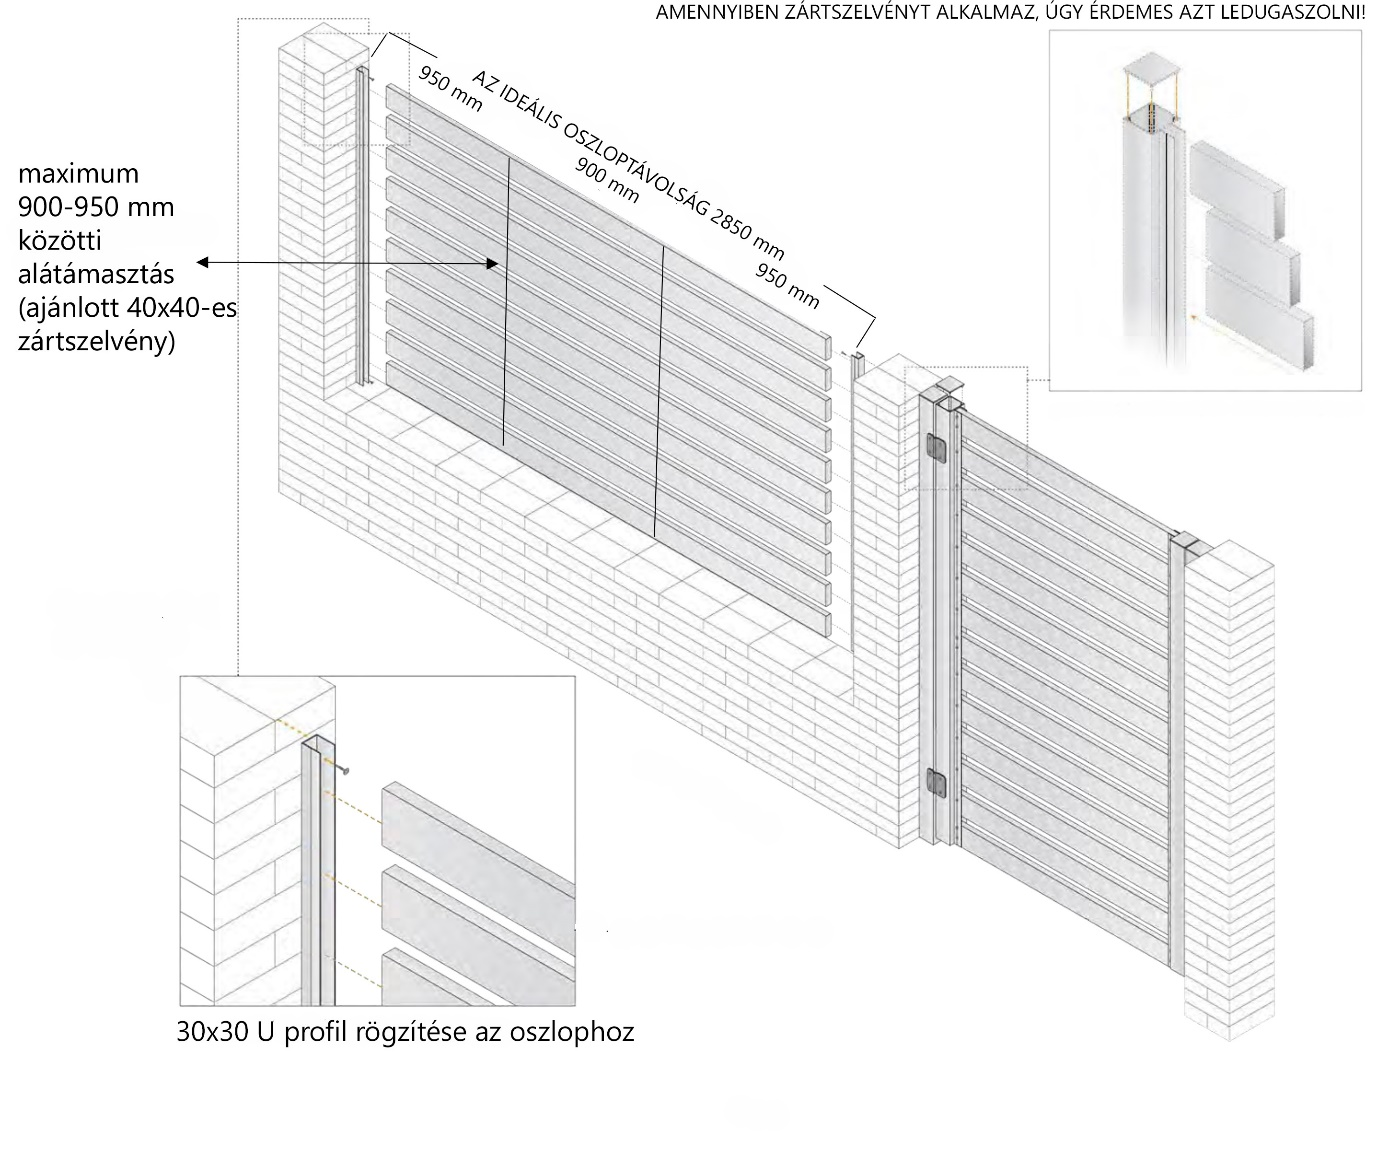 AMENNYIBEN ZÁRTSZELVÉNYT ALKALMAZ, ÚGY ÉRDEMES AZT LEDUGASZOLNI!
950 mm
AZ IDEÁLIS OSZLOPTÁVOLSÁG 2850 mm
900 mm
950 mm
maximum
900-950 mm
közötti
alátámasztás
(ajánlott 40x40-es
zártszelvény)
30x30 U profil rögzítése az oszlophoz